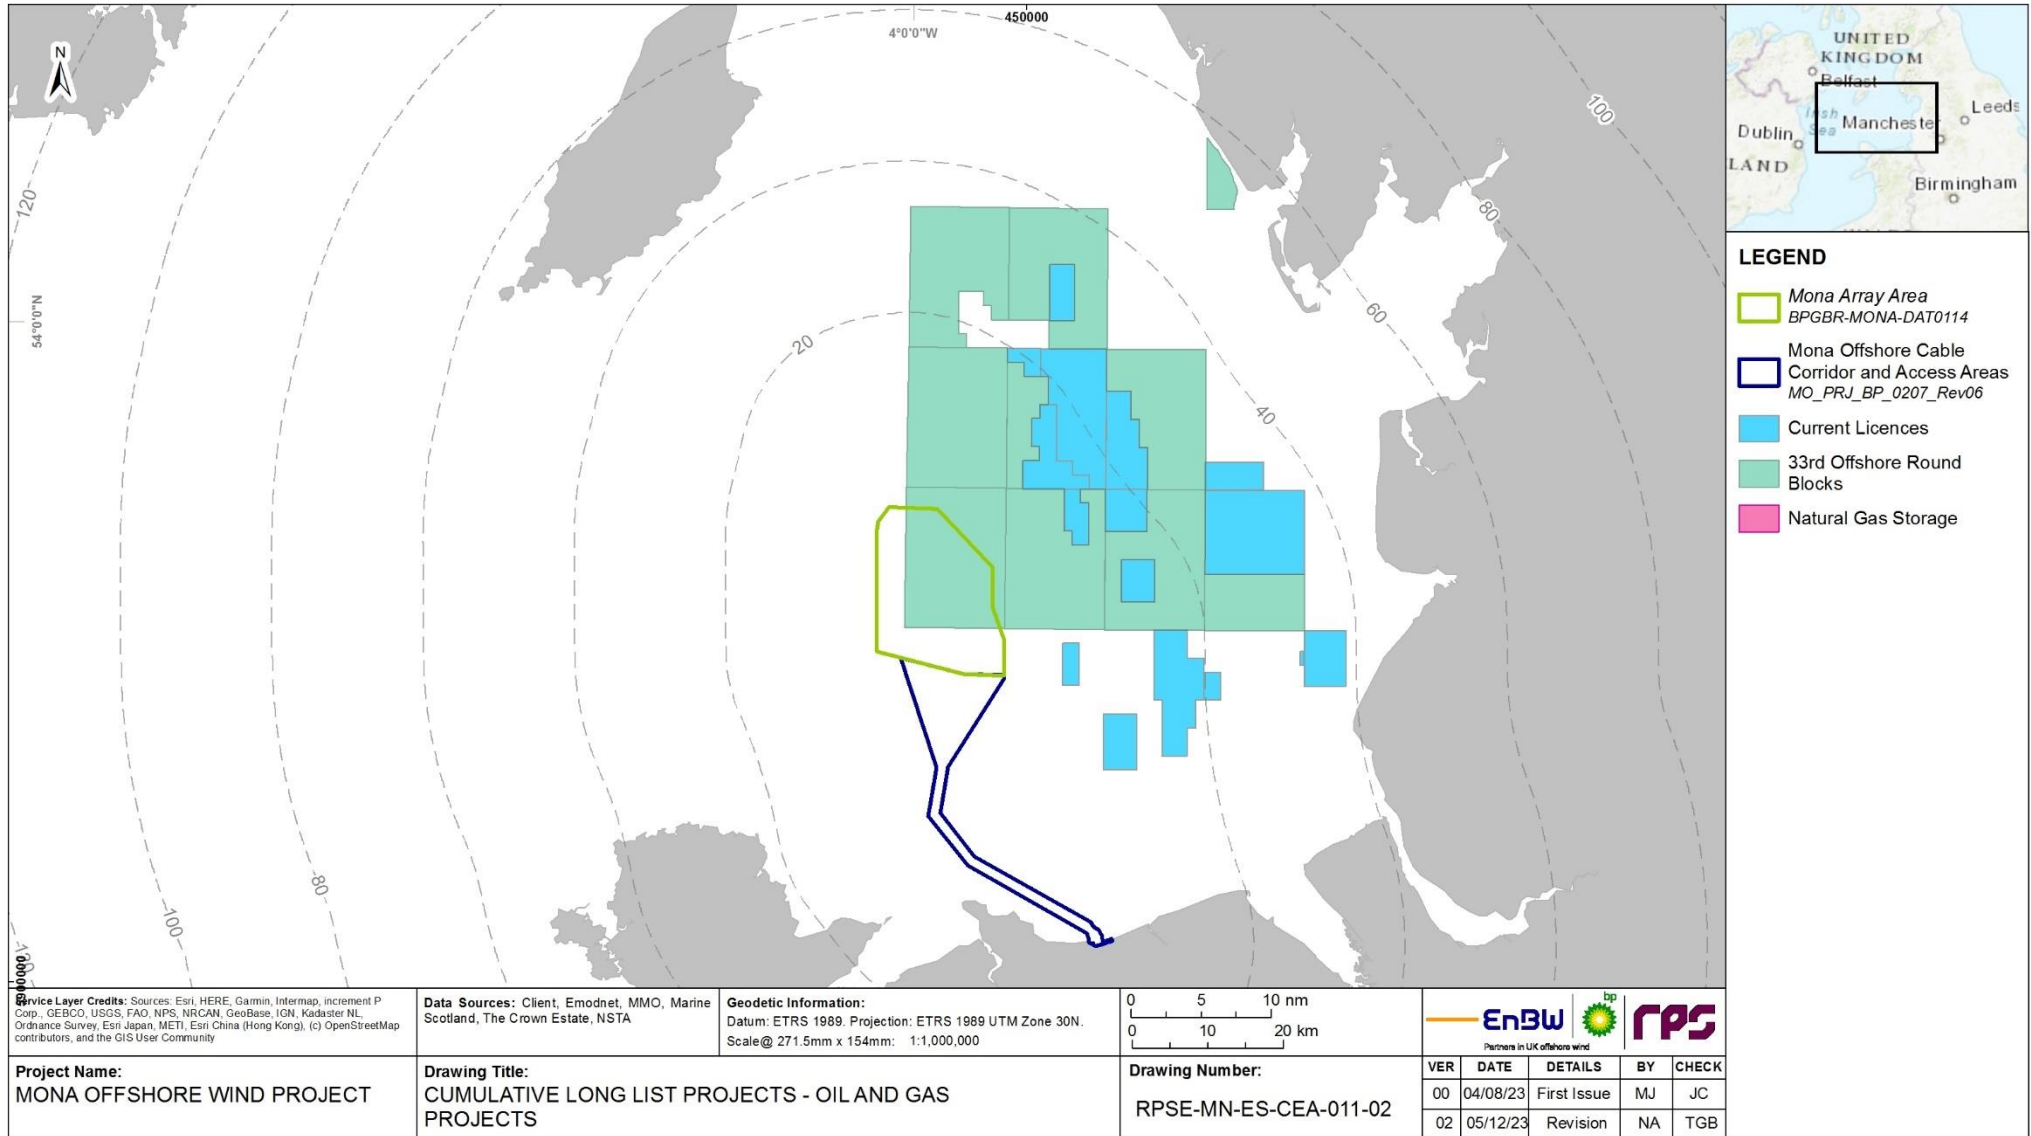 450000
4°0'0"W
N
54°0'0"N
120
100
80
60
40
20
80
100
UNITED
KINGDOM
Belfast
Irish
Sea
Manchester
Leeds
Dublin
LAND
Birmingham
LEGEND
Mona Array Area
BPGBR-MONA-DAT0114
Mona Offshore Cable
Corridor and Access Areas
MO_PRJ_BP_0207_Rev06
Current Licences
33rd Offshore Round
Blocks
Natural Gas Storage
Service Layer Credits: Sources: Esri, HERE, Garmin, Intermap, increment P
Corp., GEBCO, USGS, FAO, NPS, NRCAN, GeoBase, IGN, Kadaster NL,
Ordnance Survey, Esri Japan, METI, Esri China (Hong Kong), (c) OpenStreetMap
contributors, and the GIS User Community
Data Sources: Client, Emodnet, MMO, Marine
Scotland, The Crown Estate, NSTA
Geodetic Information:
Datum: ETRS 1989. Projection: ETRS 1989 UTM Zone 30N.
Scale@ 271.5mm x 154mm: 1:1,000,000
0 5 10 nm
0 10 20 km
EnBW bp rps
Partners in UK offshore wind
Project Name:
MONA OFFSHORE WIND PROJECT
Drawing Title:
CUMULATIVE LONG LIST PROJECTS - OIL AND GAS
PROJECTS
Drawing Number:
RPSE-MN-ES-CEA-011-02
VER DATE DETAILS BY CHECK
00 04/08/23 First Issue MJ JC
02 05/12/23 Revision NA TGB